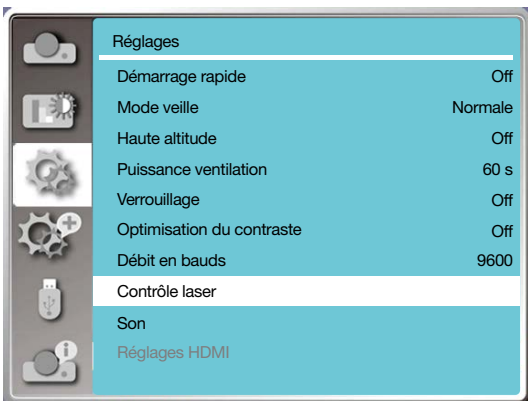 Réglages
Démarrage rapide Off
Mode veille Normale
Haute altitude Off
Puissance ventilation 60 s
Verrouillage Off
Optimisation du contraste Off
Débit en bauds 9600
Contrôle laser
Son
Réglages HDMI